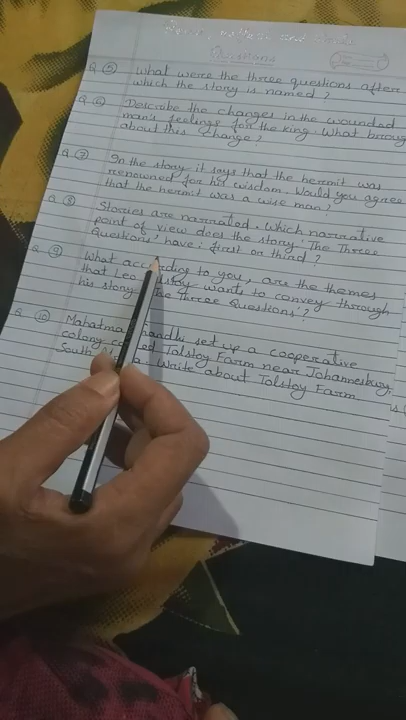 Questions
Q. 5 What were the three questions after
which the story is named?
Q. 6 Describe the changes in the wounded
man's feelings for the king. What
about this change?
Q. 7 In the story it says that the hermit was
renowned for his wisdom. Would you agree
that the hermit was a wise man?
Q. 8 Stories are narrated. Which narrative
point of view does the story 'The Three
Questions' have: first or third?
Q. 9 What according to you, are the themes
that Leo wants to convey through
his story 'The Three Questions'?
Q. 10 Mahatma set up a cooperative
colony Tolstoy Farm near Johannesburg,
South Write about Tolstoy Farm